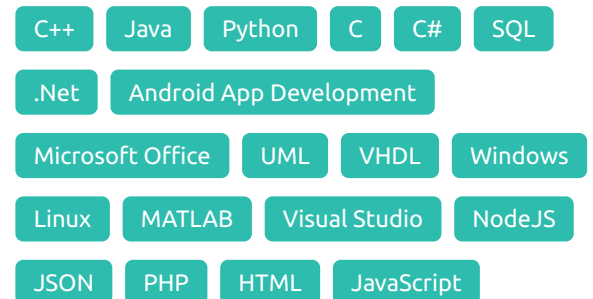 C++ Java Python C C# SQL
.Net Android App Development
Microsoft Office UML VHDL Windows
Linux MATLAB Visual Studio NodeJS
JSON PHP HTML JavaScript